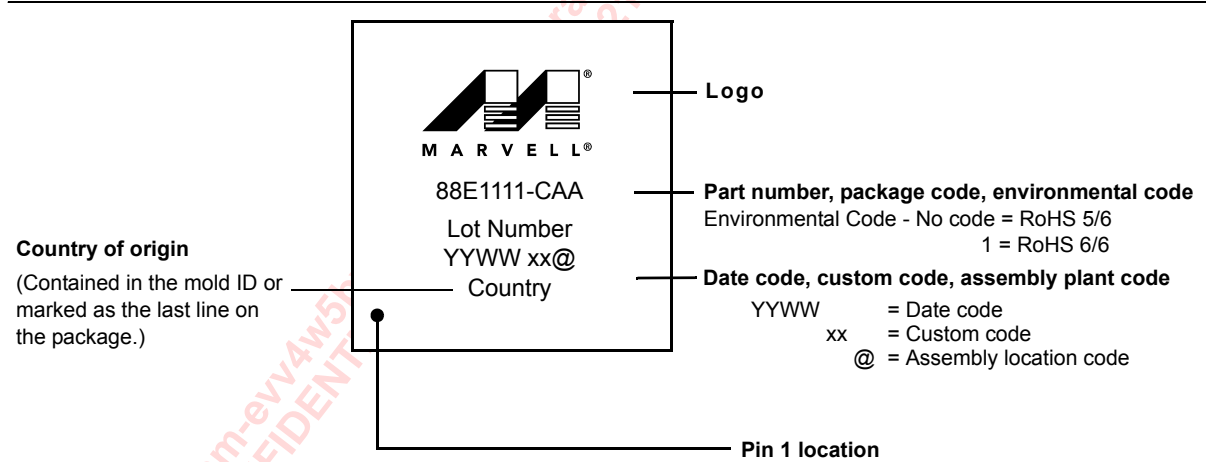 MARVELL®
®
88E1111-CAA
Lot Number
YYWW xx@
Country
Logo
Part number, package code, environmental code
Environmental Code - No code = RoHS 5/6
1 = RoHS 6/6
Date code, custom code, assembly plant code
YYWW = Date code
xx = Custom code
@ = Assembly location code
Country of origin
(Contained in the mold ID or
marked as the last line on
the package.)
Pin 1 location